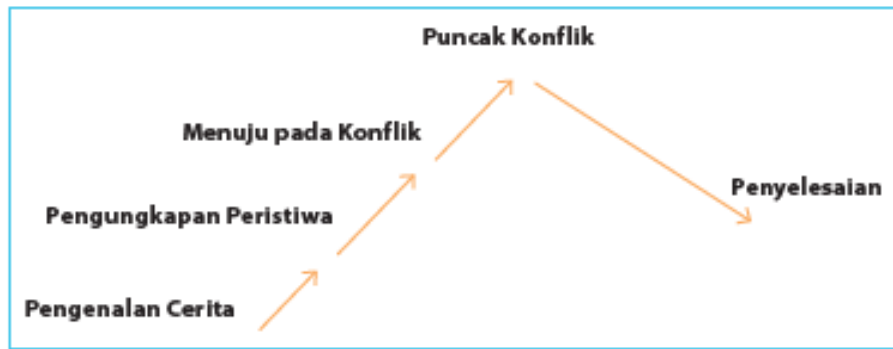 Puncak Konflik
Menuju pada Konflik
Penyelesaian
Pengungkapan Peristiwa
Pengenalan Cerita